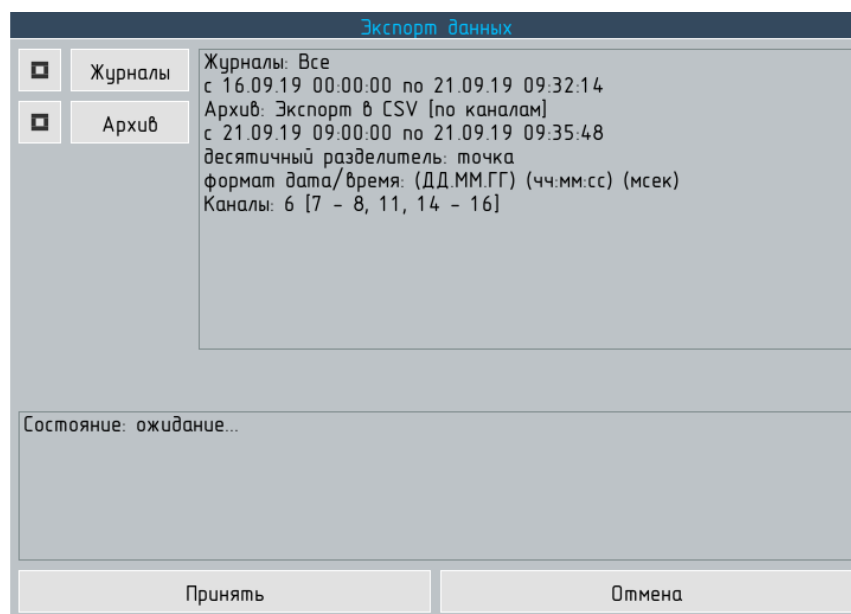 Экспорт данных
Журналы
Архив
Журналы: Все
с 16.09.19 00:00:00 по 21.09.19 09:32:14
Архив: Экспорт в CSV [по каналам]
с 21.09.19 09:00:00 по 21.09.19 09:35:48
десятичный разделитель: точка
формат дата/время: (ДД.ММ.ГГ) (чч:мм:сс) (мсек)
Каналы: 6 [7 - 8, 11, 14 - 16]
Состояние: ожидание...
Принять
Отмена